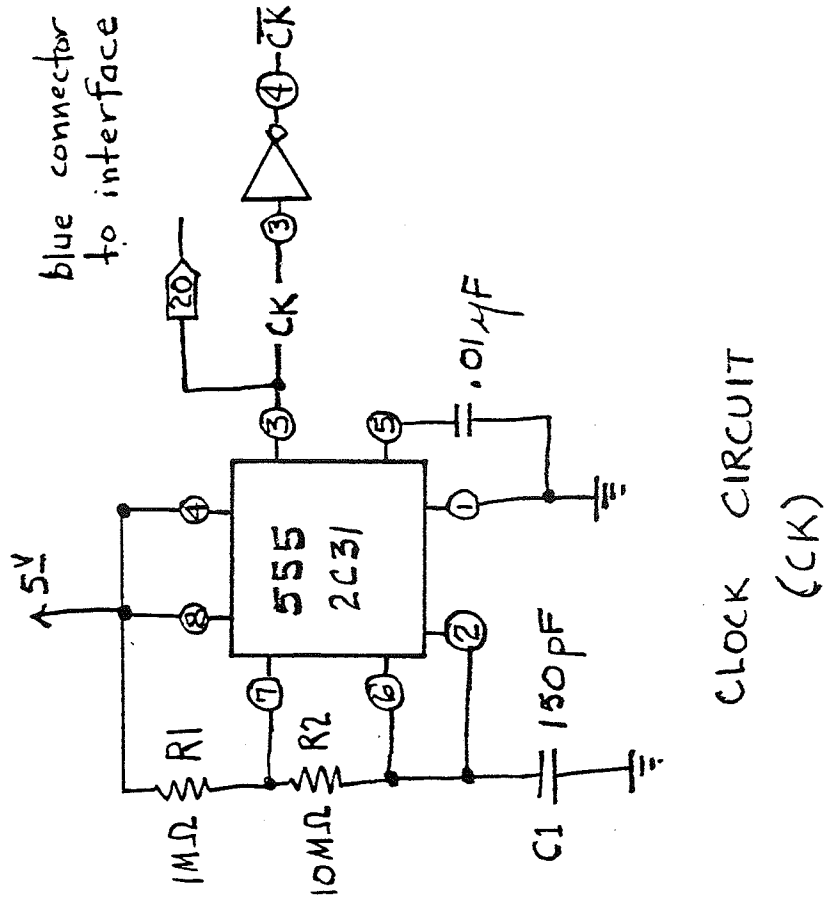 blue connector
to interface
5V
20
4
8
3
CK
3
4
CK
555
2C31
7
6
2
1
5
.01µF
R1
1MΩ
R2
10MΩ
C1
150pF
CLOCK CIRCUIT
(CK)